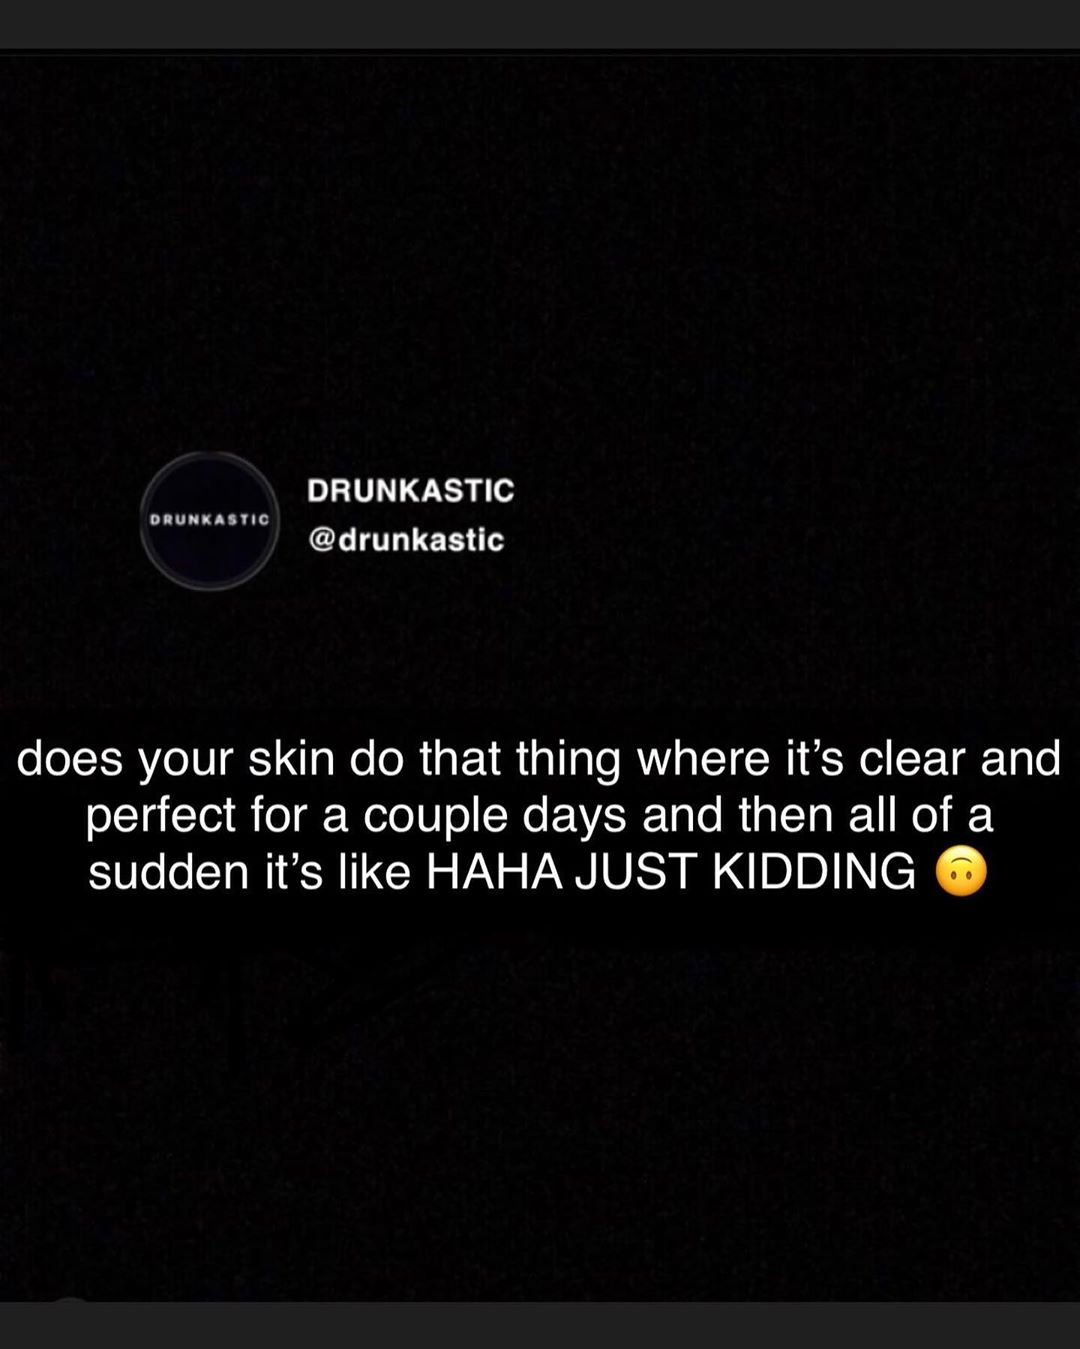 DRUNKASTIC
DRUNKASTIC
@drunkastic
does your skin do that thing where it’s clear and
perfect for a couple days and then all of a
sudden it’s like HAHA JUST KIDDING 🙃